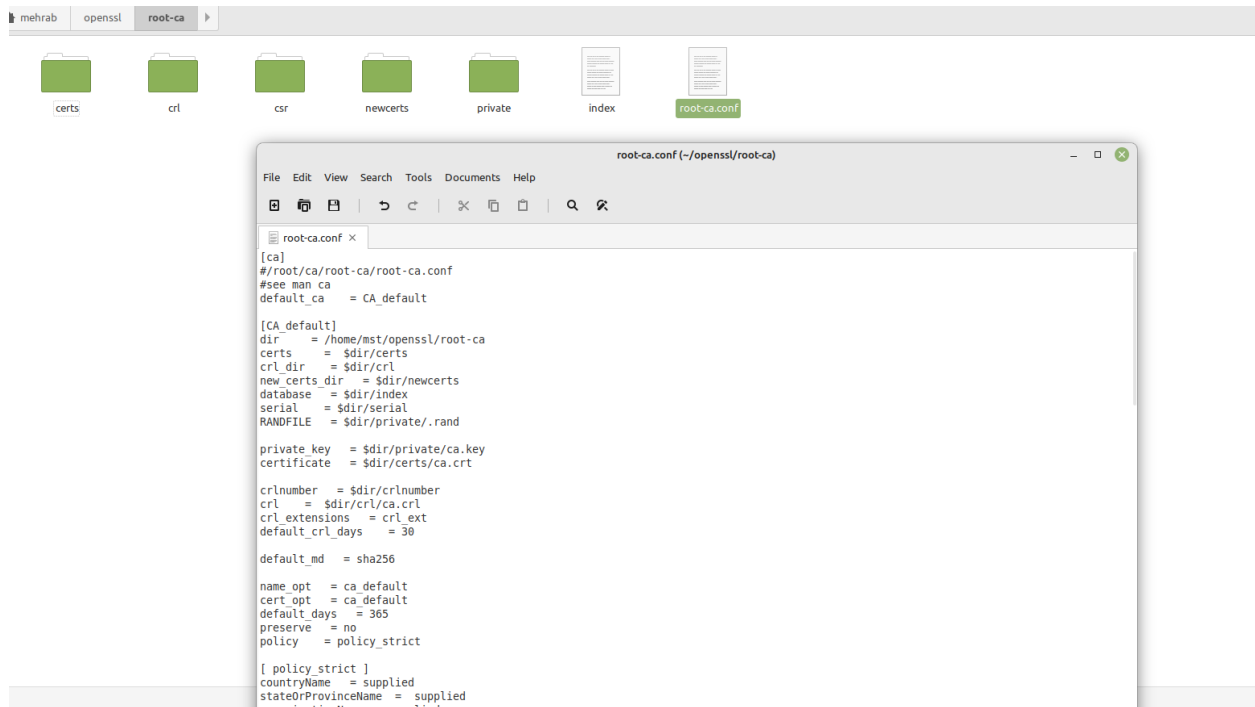 mehrab openssl root-ca
certs crl csr newcerts private index root-ca.conf
root-ca.conf (~/openssl/root-ca)
File Edit View Search Tools Documents Help
root-ca.conf
[ca]
#/root/ca/root-ca/root-ca.conf
#see man ca
default_ca = CA_default
[CA_default]
dir = /home/mst/openssl/root-ca
certs = $dir/certs
crl_dir = $dir/crl
new_certs_dir = $dir/newcerts
database = $dir/index
serial = $dir/serial
RANDFILE = $dir/private/.rand
private_key = $dir/private/ca.key
certificate = $dir/certs/ca.crt
crlnumber = $dir/crlnumber
crl = $dir/crl/ca.crl
crl_extensions = crl_ext
default_crl_days = 30
default_md = sha256
name_opt = ca_default
cert_opt = ca_default
default_days = 365
preserve = no
policy = policy_strict
[ policy_strict ]
countryName = supplied
stateOrProvinceName = supplied